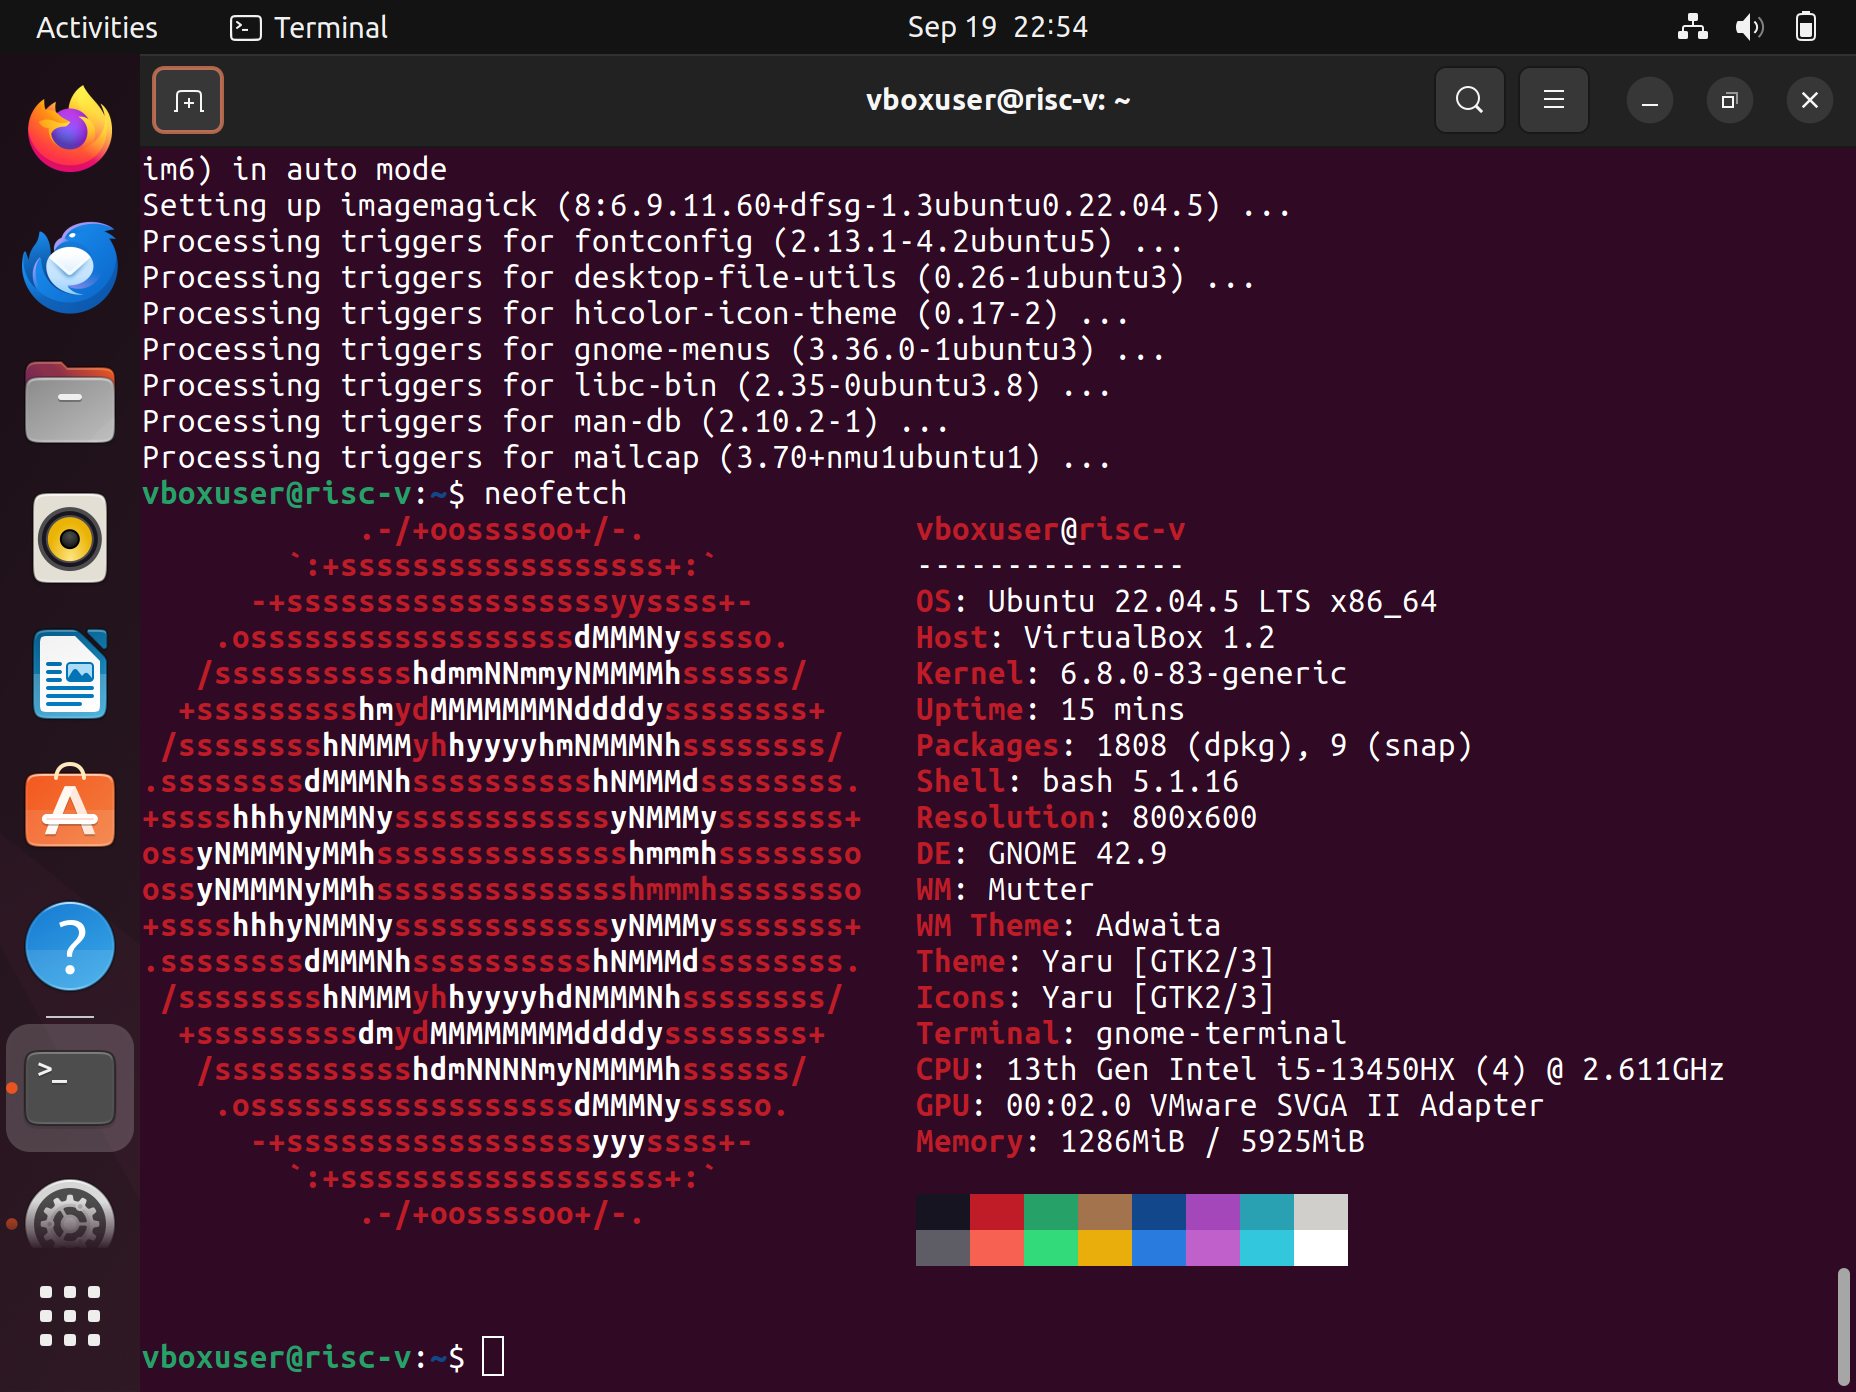 Activities
Terminal
Sep 19 22:54
vboxuser@risc-v: ~
im6) in auto mode
Setting up imagemagick (8:6.9.11.60+dfsg-1.3ubuntu0.22.04.5) ...
Processing triggers for fontconfig (2.13.1-4.2ubuntu5) ...
Processing triggers for desktop-file-utils (0.26-1ubuntu3) ...
Processing triggers for hicolor-icon-theme (0.17-2) ...
Processing triggers for gnome-menus (3.36.0-1ubuntu3) ...
Processing triggers for libc-bin (2.35-0ubuntu3.8) ...
Processing triggers for man-db (2.10.2-1) ...
Processing triggers for mailcap (3.70+nmu1ubuntu1) ...
vboxuser@risc-v:~$ neofetch
            .-/+oossssoo+/-.               vboxuser@risc-v
        `:+ssssssssssssssssss+:`           ---------------
      -+ssssssssssssssssssyyssss+-         OS: Ubuntu 22.04.5 LTS x86_64
    .ossssssssssssssssssdMMMNysssso.       Host: VirtualBox 1.2
   /ssssssssssshdmmNNmmyNMMMMhssssss/      Kernel: 6.8.0-83-generic
  +ssssssssshmydMMMMMMMNddddyssssssss+     Uptime: 15 mins
 /sssssssshNMMMyhhyyyyhmNMMMNhssssssss/    Packages: 1808 (dpkg), 9 (snap)
.ssssssssdMMMNhsssssssssshNMMMdssssssss.   Shell: bash 5.1.16
+sssshhhyNMMNyssssssssssssyNMMMysssssss+   Resolution: 800x600
ossyNMMMNyMMhsssssssssssssshmmmhssssssso   DE: GNOME 42.9
ossyNMMMNyMMhsssssssssssssshmmmhssssssso   WM: Mutter
+sssshhhyNMMNyssssssssssssyNMMMysssssss+   WM Theme: Adwaita
.ssssssssdMMMNhsssssssssshNMMMdssssssss.   Theme: Yaru [GTK2/3]
 /sssssssshNMMMyhhyyyyhdNMMMNhssssssss/    Icons: Yaru [GTK2/3]
  +sssssssssdmydMMMMMMMMddddyssssssss+     Terminal: gnome-terminal
   /ssssssssssshdmNNNNmyNMMMMhssssss/      CPU: 13th Gen Intel i5-13450HX (4) @ 2.611GHz
    .ossssssssssssssssssdMMMNysssso.       GPU: 00:02.0 VMware SVGA II Adapter
      -+sssssssssssssssssyyyssss+-         Memory: 1286MiB / 5925MiB
        `:+ssssssssssssssssss+:`
            .-/+oossssoo+/-.
vboxuser@risc-v:~$